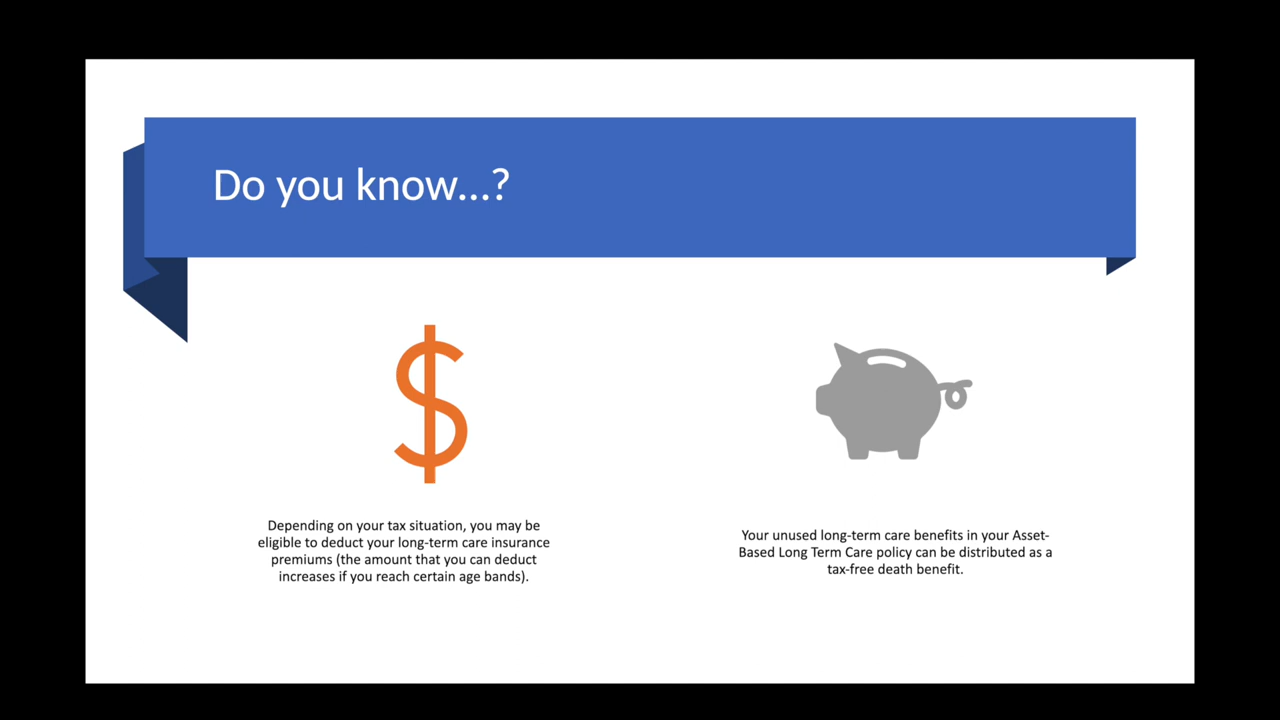 Do you know...?
Depending on your tax situation, you may be
eligible to deduct your long-term care insurance
premiums (the amount that you can deduct
increases if you reach certain age bands).
Your unused long-term care benefits in your Asset-
Based Long Term Care policy can be distributed as a
tax-free death benefit.